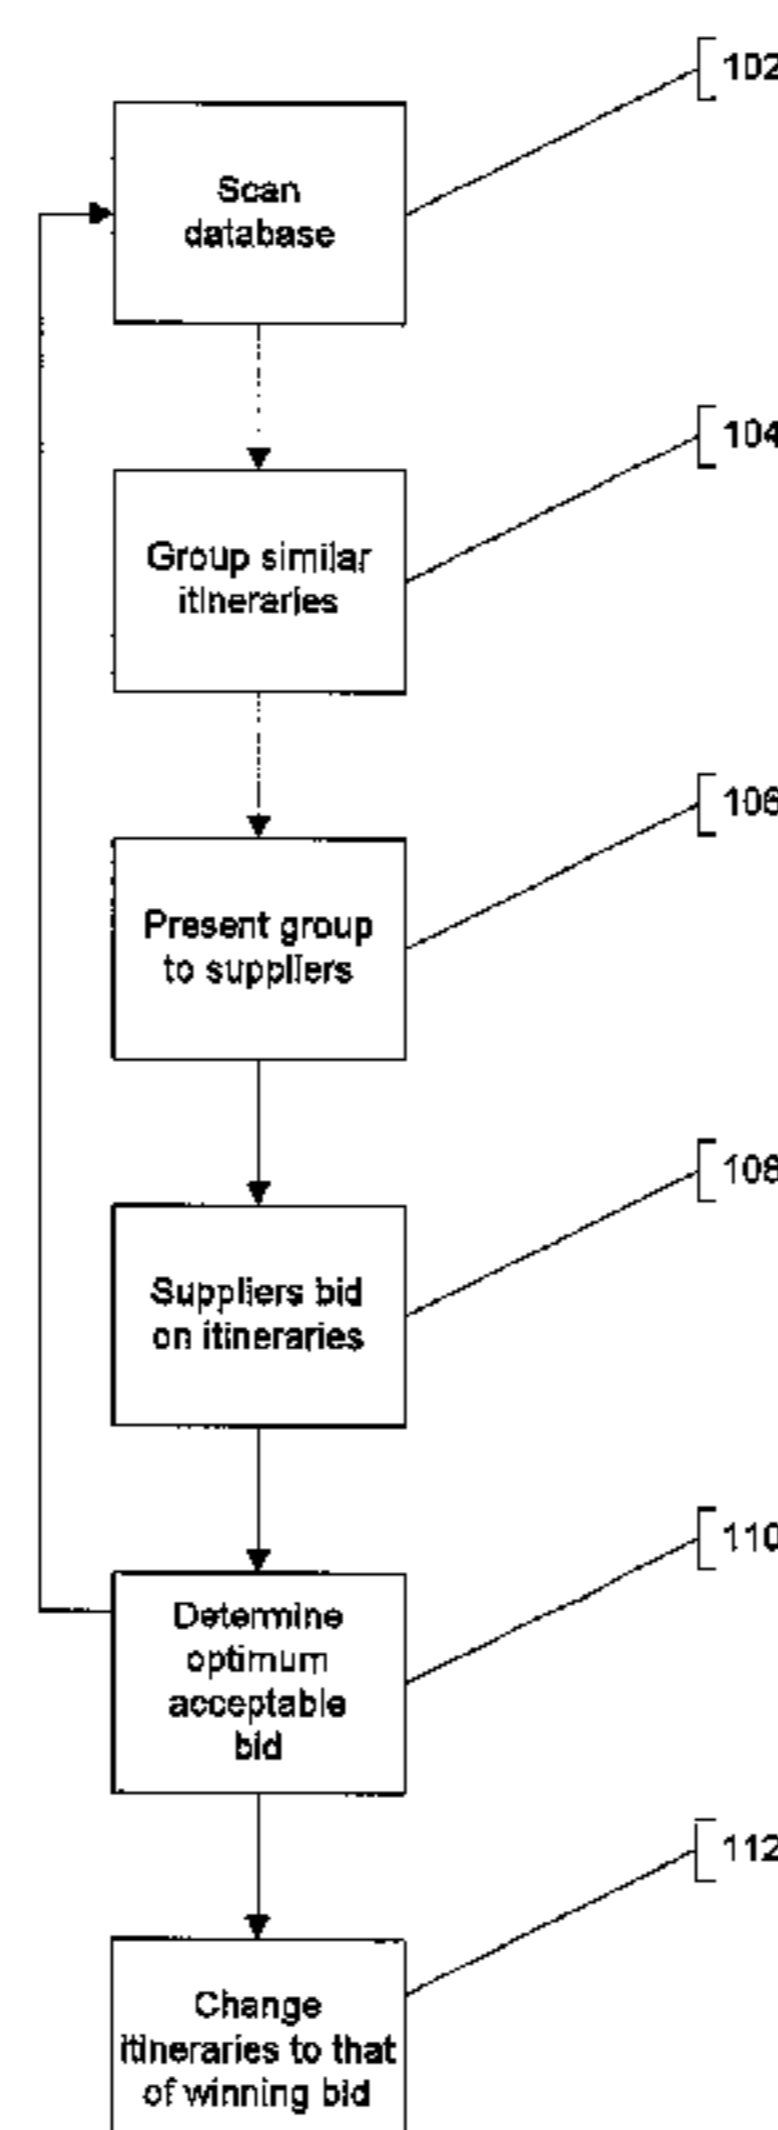 102
Scan
database
104
Group similar
itineraries
106
Present group
to suppliers
108
Suppliers bid
on itineraries
110
Determine
optimum
acceptable
bid
112
Change
itineraries to that
of winning bid